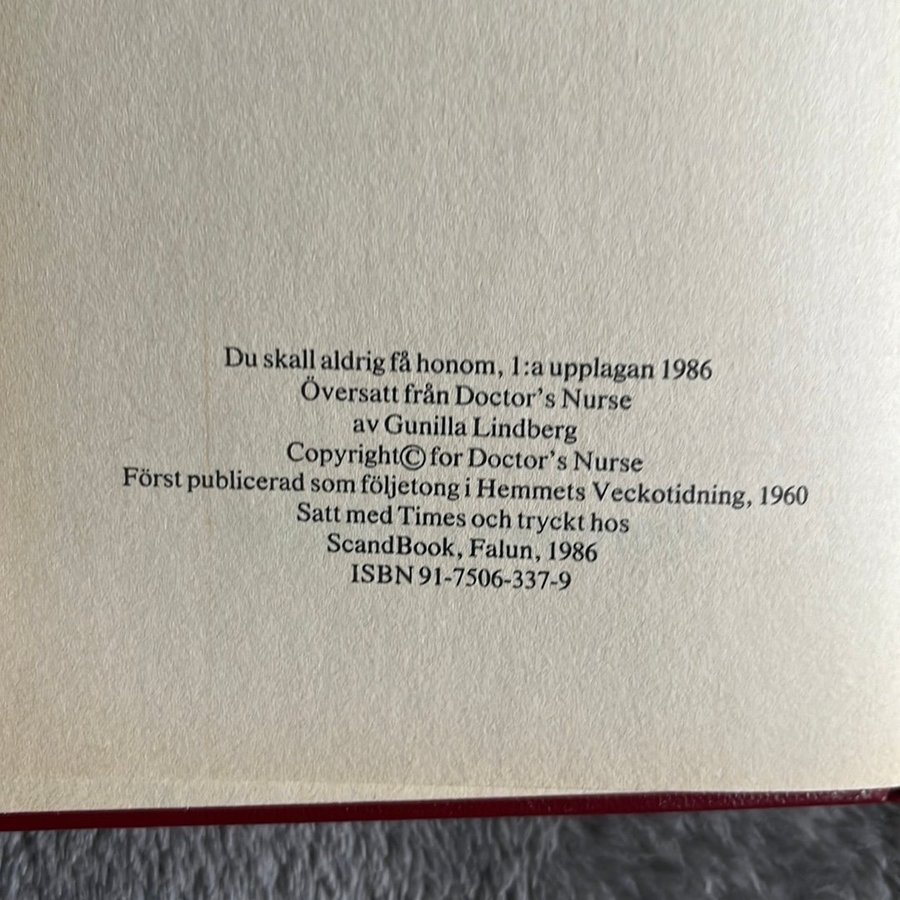 Du skall aldrig få honom, 1:a upplagan 1986
Översatt från Doctor's Nurse
av Gunilla Lindberg
Copyright© for Doctor's Nurse
Först publicerad som följetong i Hemmets Veckotidning, 1960
Satt med Times och tryckt hos
ScandBook, Falun, 1986
ISBN 91-7506-337-9